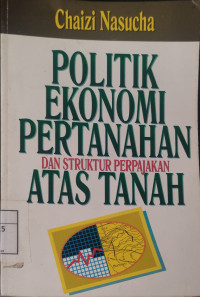 Chaizi Nasucha
POLITIK
EKONOMI
PERTANAHAN
DAN STRUKTUR PERPAJAKAN
ATAS TANAH